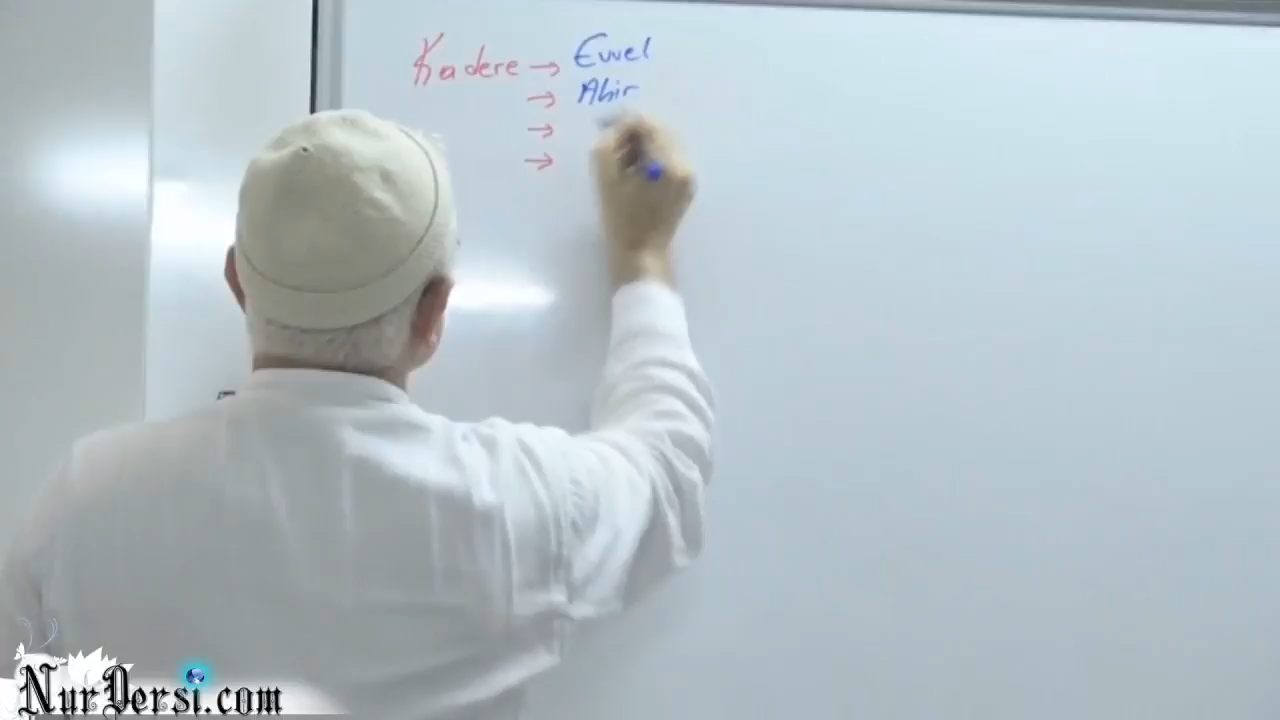 Kadere → Evvel
→ Ahir
→
→
NurDersi.com